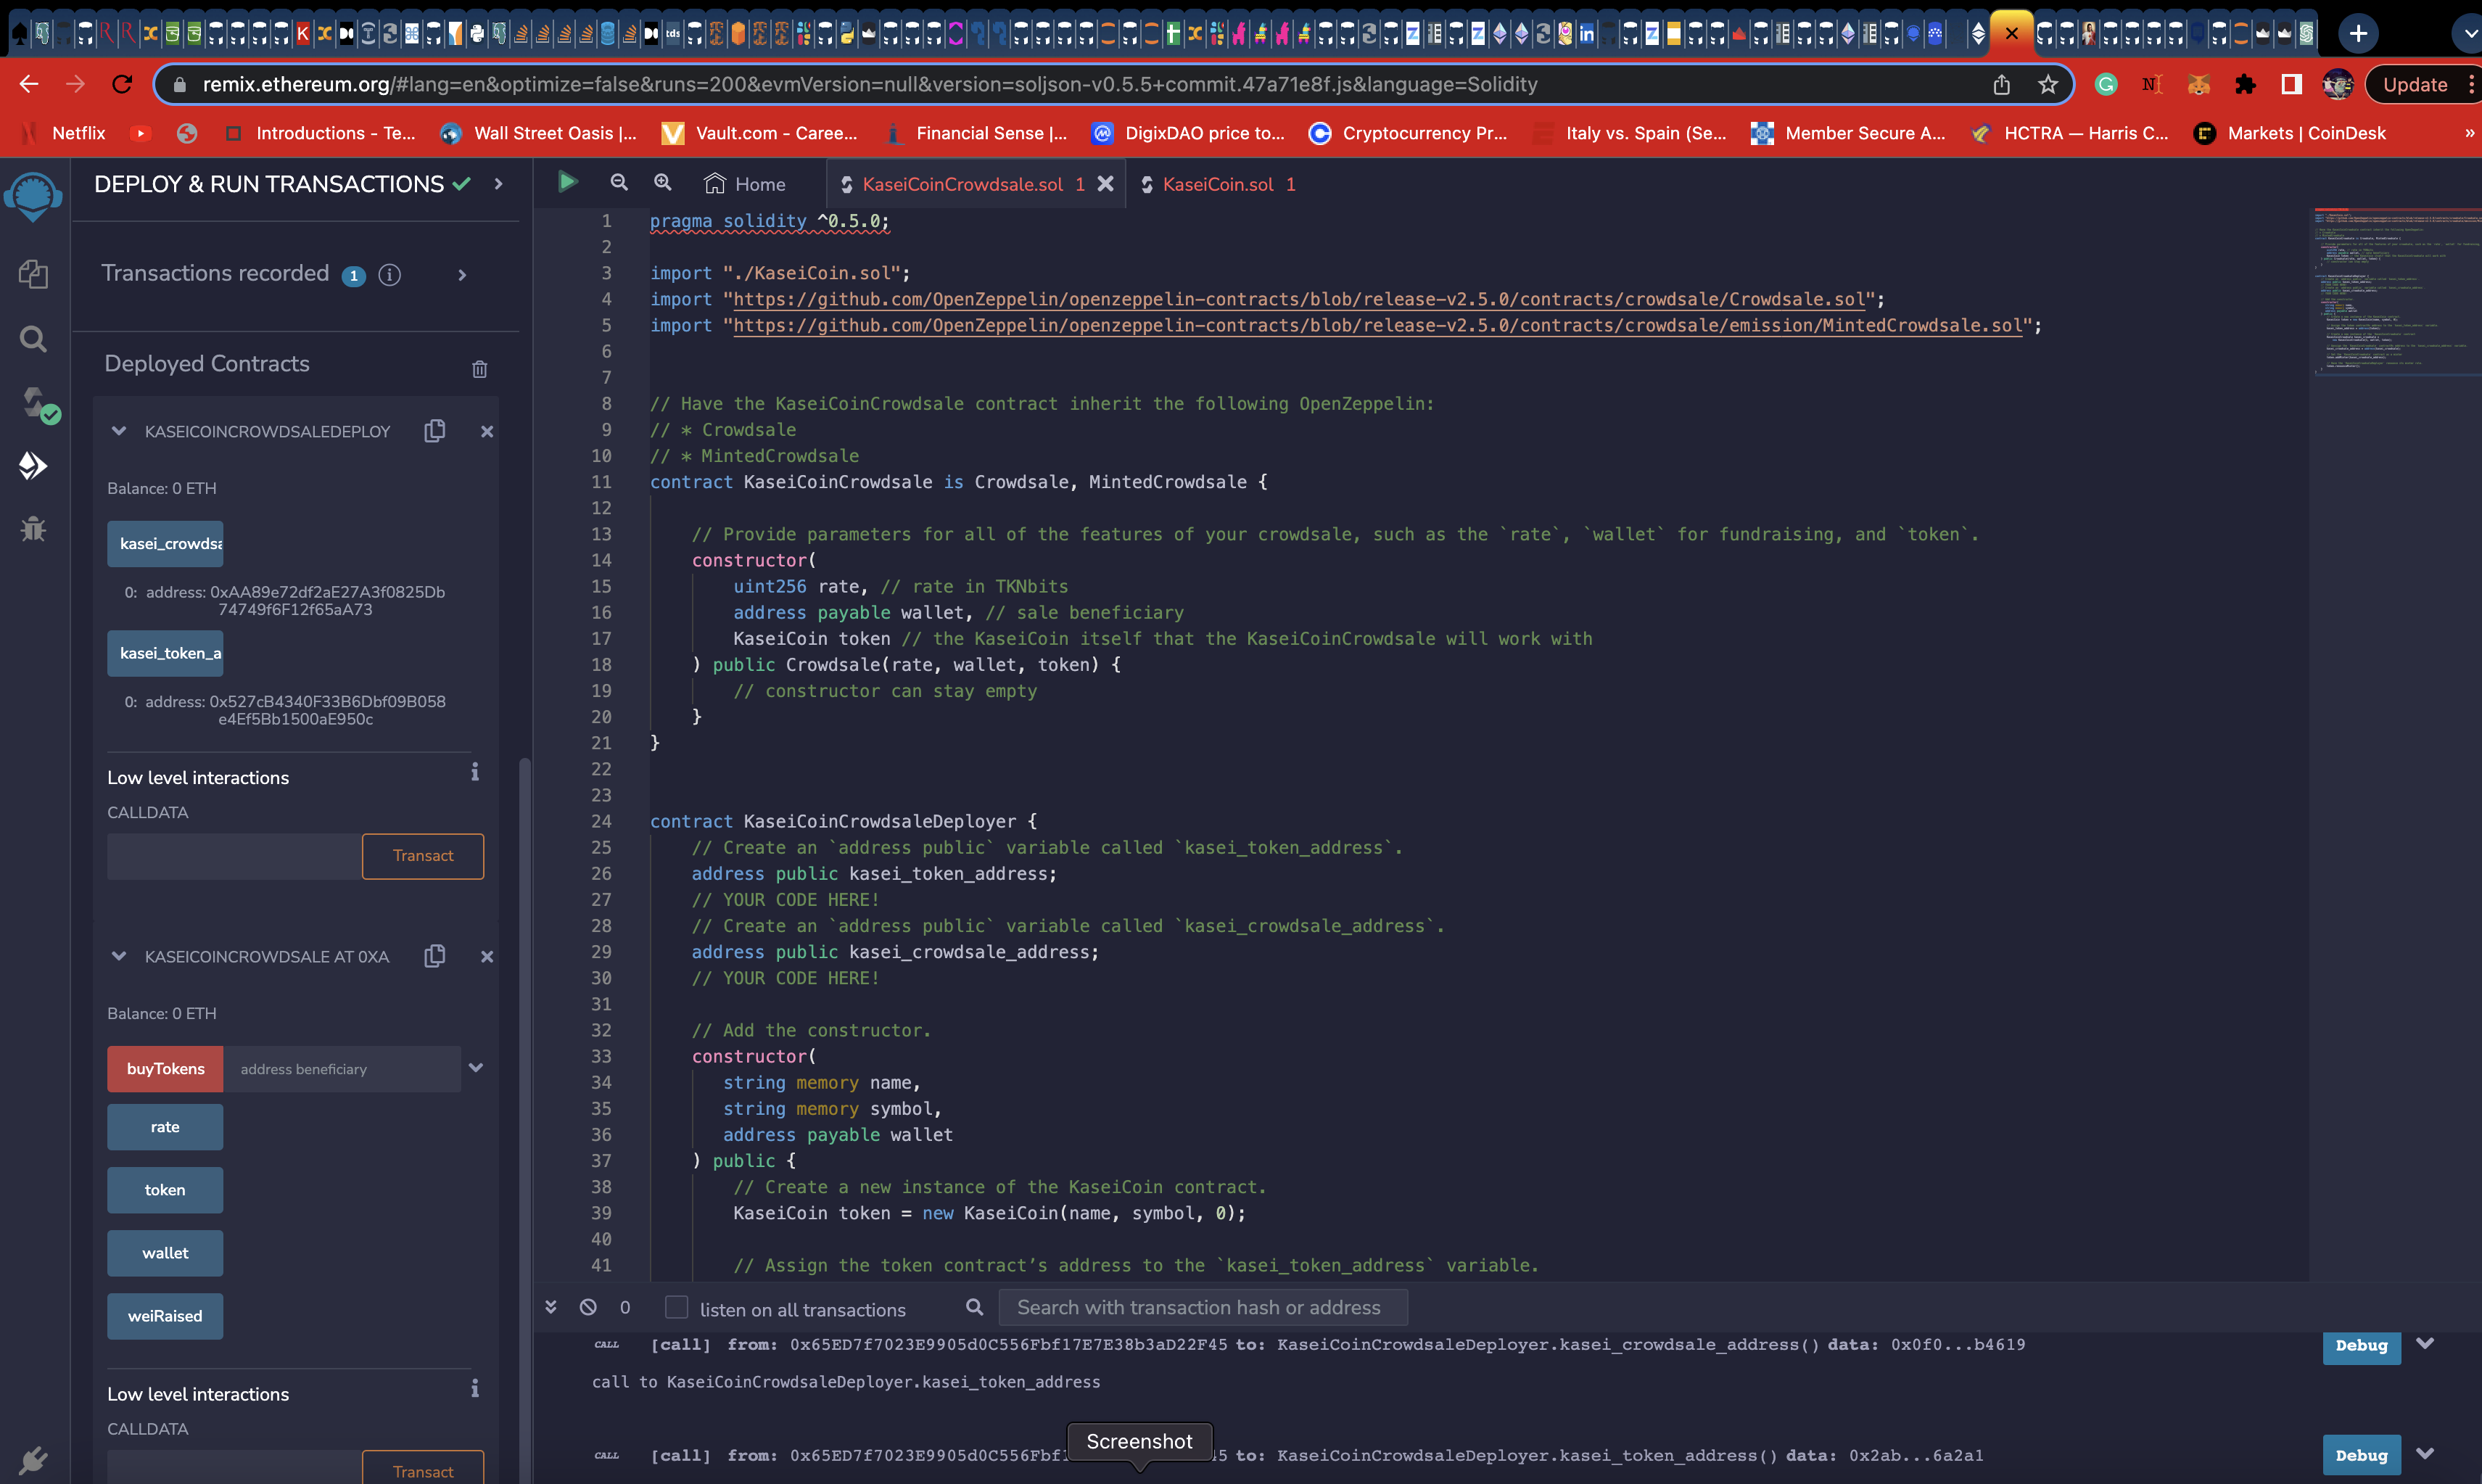 remix.ethereum.org/#lang=en&optimize=false&runs=200&evmVersion=null&version=soljson-v0.5.5+commit.47a71e8f.js&language=Solidity
Update
Netflix
Introductions - Te...
Wall Street Oasis |...
Vault.com - Caree...
Financial Sense |...
DigixDAO price to...
Cryptocurrency Pr...
Italy vs. Spain (Se...
Member Secure A...
HCTRA — Harris C...
Markets | CoinDesk
»
DEPLOY & RUN TRANSACTIONS
Transactions recorded 1
Deployed Contracts
KASEICOINCROWDSALEDEPLOY
Balance: 0 ETH
kasei_crowdsa
0: address: 0xAA89e72df2aE27A3f0825Db
74749f6F12f65aA73
kasei_token_a
0: address: 0x527cB4340F33B6Dbf09B058
e4Ef5Bb1500aE950c
Low level interactions
CALLDATA
Transact
KASEICOINCROWDSALE AT 0XA
Balance: 0 ETH
buyTokens address beneficiary
rate
token
wallet
weiRaised
Low level interactions
CALLDATA
Transact
Home
KaseiCoinCrowdsale.sol 1
KaseiCoin.sol 1
1 pragma solidity ^0.5.0;
2
3 import "./KaseiCoin.sol";
4 import "https://github.com/OpenZeppelin/openzeppelin-contracts/blob/release-v2.5.0/contracts/crowdsale/Crowdsale.sol";
5 import "https://github.com/OpenZeppelin/openzeppelin-contracts/blob/release-v2.5.0/contracts/crowdsale/emission/MintedCrowdsale.sol";
6
7
8 // Have the KaseiCoinCrowdsale contract inherit the following OpenZeppelin:
9 // * Crowdsale
10 // * MintedCrowdsale
11 contract KaseiCoinCrowdsale is Crowdsale, MintedCrowdsale {
12
13 // Provide parameters for all of the features of your crowdsale, such as the `rate`, `wallet` for fundraising, and `token`.
14 constructor(
15 uint256 rate, // rate in TKNbits
16 address payable wallet, // sale beneficiary
17 KaseiCoin token // the KaseiCoin itself that the KaseiCoinCrowdsale will work with
18 ) public Crowdsale(rate, wallet, token) {
19 // constructor can stay empty
20 }
21 }
22
23
24 contract KaseiCoinCrowdsaleDeployer {
25 // Create an `address public` variable called `kasei_token_address`.
26 address public kasei_token_address;
27 // YOUR CODE HERE!
28 // Create an `address public` variable called `kasei_crowdsale_address`.
29 address public kasei_crowdsale_address;
30 // YOUR CODE HERE!
31
32 // Add the constructor.
33 constructor(
34 string memory name,
35 string memory symbol,
36 address payable wallet
37 ) public {
38 // Create a new instance of the KaseiCoin contract.
39 KaseiCoin token = new KaseiCoin(name, symbol, 0);
40
41 // Assign the token contract’s address to the `kasei_token_address` variable.
0 listen on all transactions Search with transaction hash or address
CALL [call] from: 0x65ED7f7023E9905d0C556Fbf17E7E38b3aD22F45 to: KaseiCoinCrowdsaleDeployer.kasei_crowdsale_address() data: 0x0f0...b4619 Debug
call to KaseiCoinCrowdsaleDeployer.kasei_token_address
Screenshot
CALL [call] from: 0x65ED7f7023E9905d0C556Fbf 45 to: KaseiCoinCrowdsaleDeployer.kasei_token_address() data: 0x2ab...6a2a1 Debug